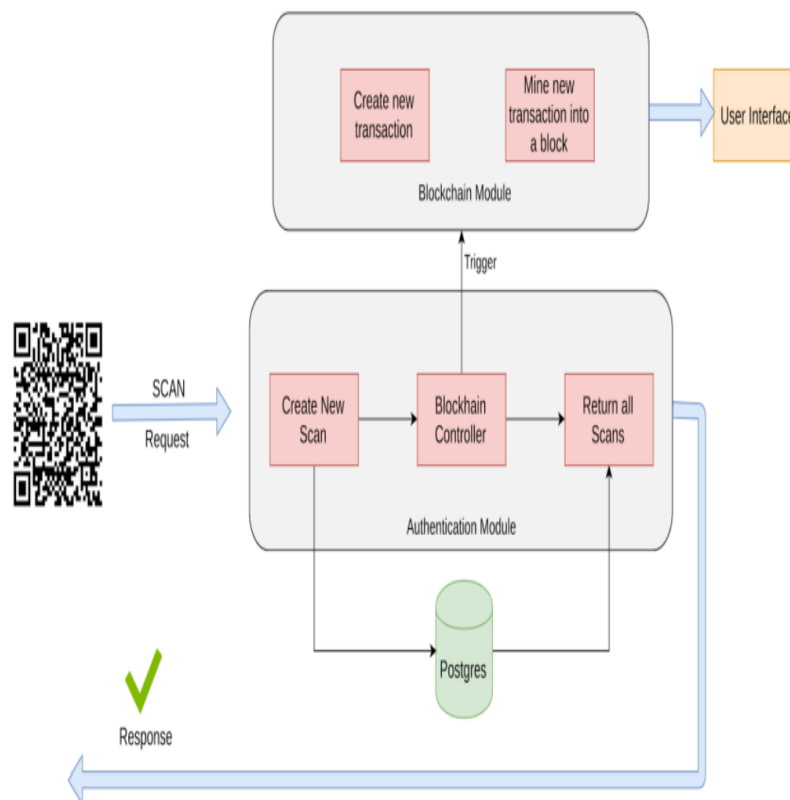 Create new
transaction
Mine new
transaction into
a block
User Interface
Blockchain Module
Trigger
SCAN
Request
Create New
Scan
Blockhain
Controller
Return all
Scans
Authentication Module
Postgres
Response